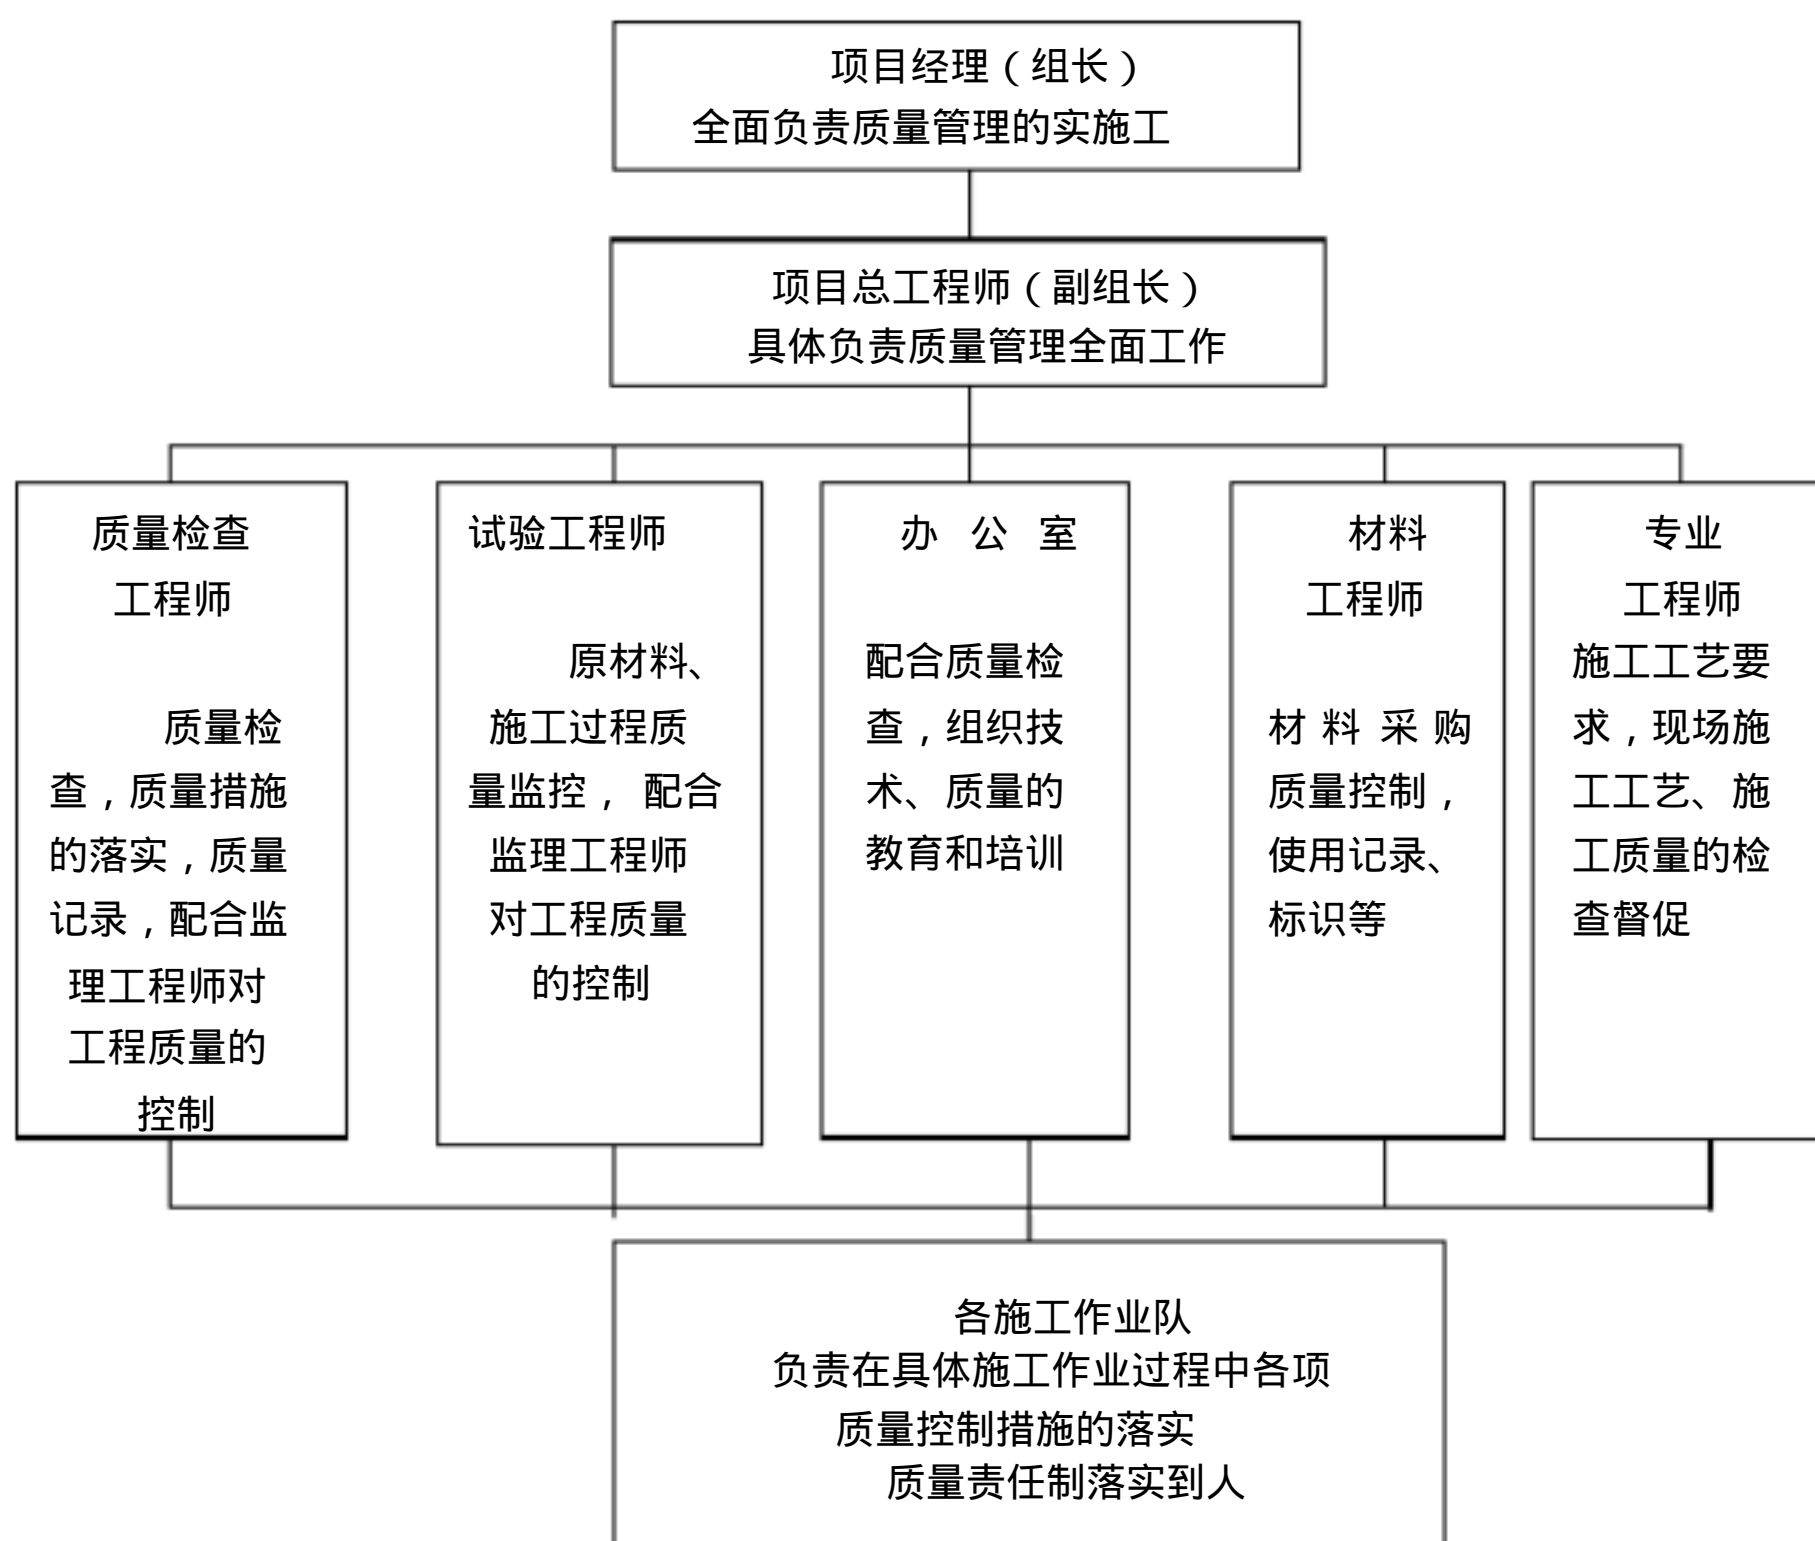 项目经理（组长）
全面负责质量管理的实施工
项目总工程师（副组长）
具体负责质量管理全面工作
质量检查
工程师
质量检
查，质量措施
的落实，质量
记录，配合监
理工程师对
工程质量的
控制
试验工程师
原材料、
施工过程质
量监控， 配合
监理工程师
对工程质量
的控制
办 公 室
配合质量检
查，组织技
术、质量的
教育和培训
材料
工程师
材 料 采 购
质量控制，
使用记录、
标识等
专业
工程师
施工工艺要
求，现场施
工工艺、施
工质量的检
查督促
各施工作业队
负责在具体施工作业过程中各项
质量控制措施的落实
质量责任制落实到人